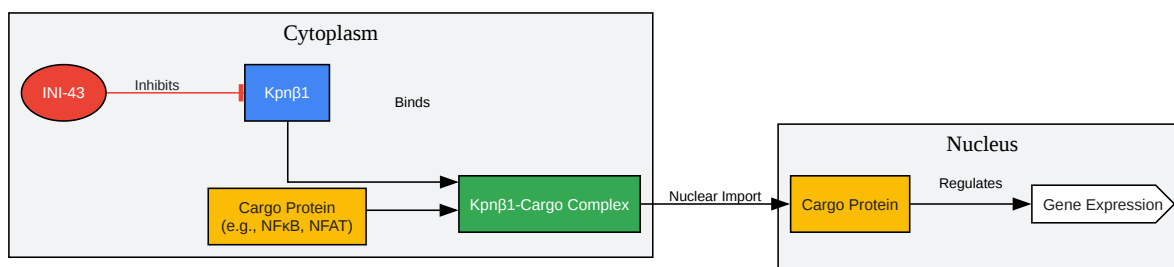 Cytoplasm
INI-43
Inhibits
Kpnβ1
Binds
Cargo Protein
(e.g., NFκB, NFAT)
Kpnβ1-Cargo Complex
Nuclear Import
Nucleus
Cargo Protein
Regulates
Gene Expression